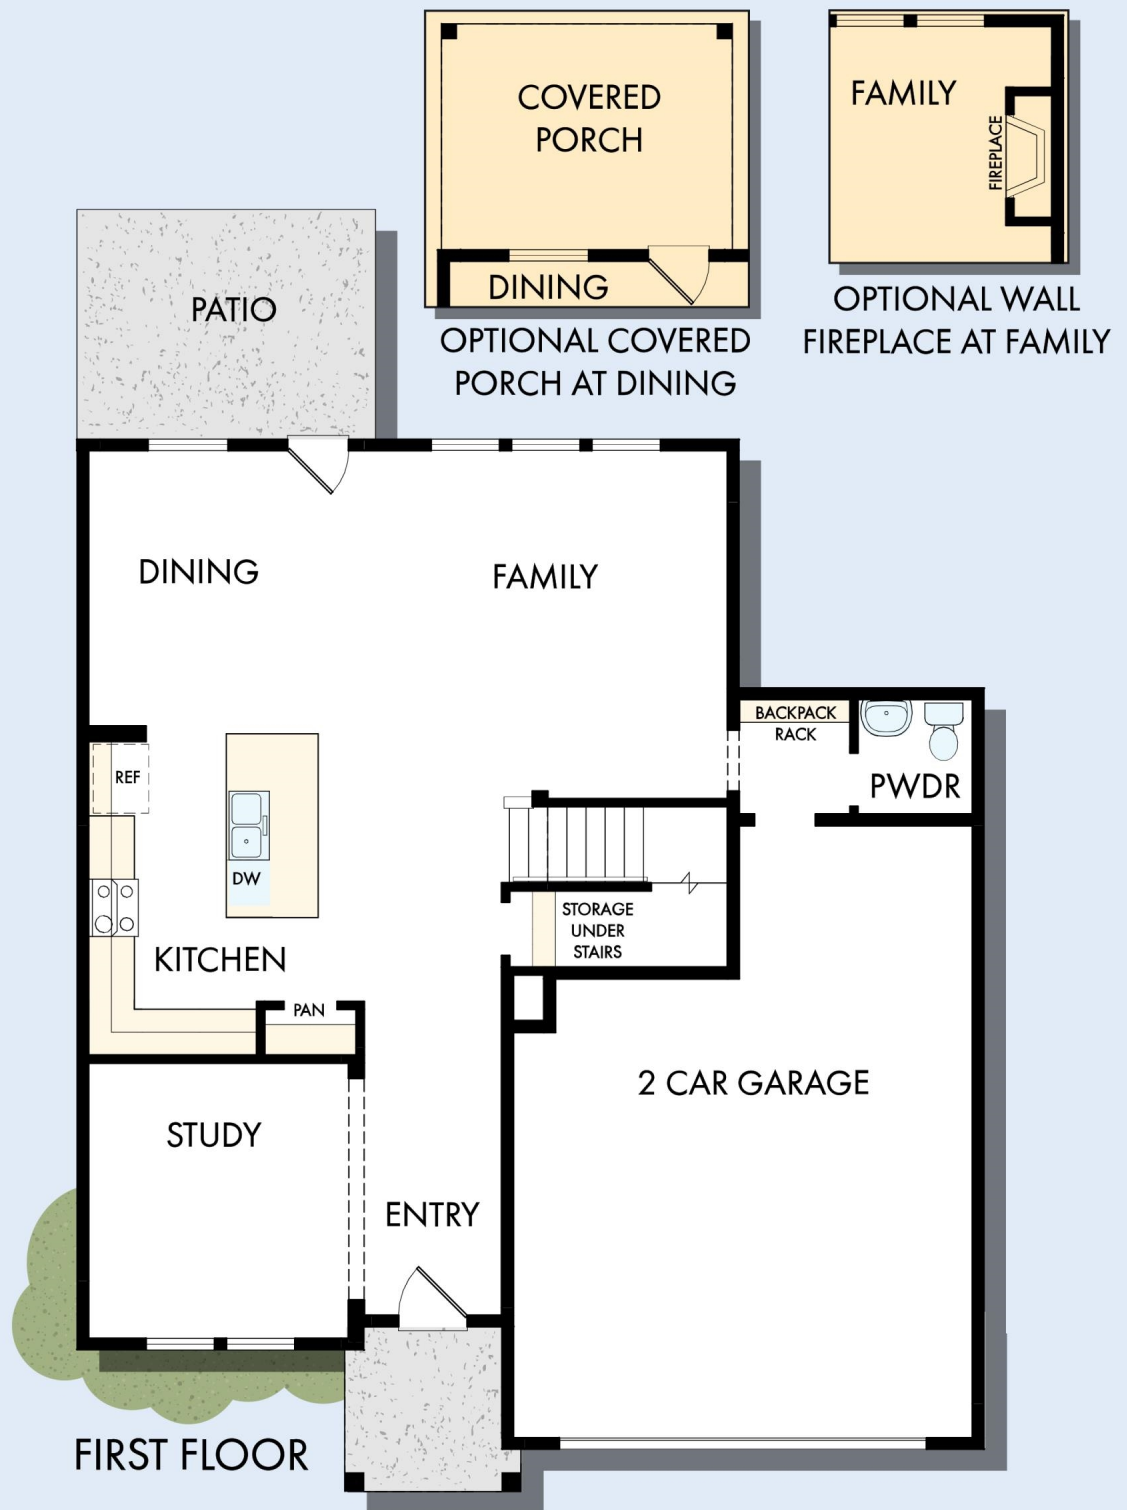 COVERED
PORCH
DINING
OPTIONAL COVERED
PORCH AT DINING
FAMILY
FIREPLACE
OPTIONAL WALL
FIREPLACE AT FAMILY
PATIO
DINING
FAMILY
BACKPACK
RACK
PWDR
REF
DW
KITCHEN
STORAGE
UNDER
STAIRS
PAN
STUDY
2 CAR GARAGE
ENTRY
FIRST FLOOR